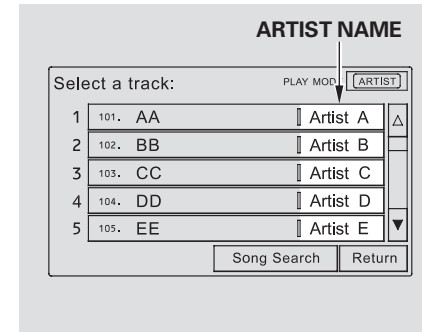 ARTIST NAME
Select a track: PLAY MODE ARTIST
1 101. AA Artist A
2 102. BB Artist B
3 103. CC Artist C
4 104. DD Artist D
5 105. EE Artist E
Song Search Return